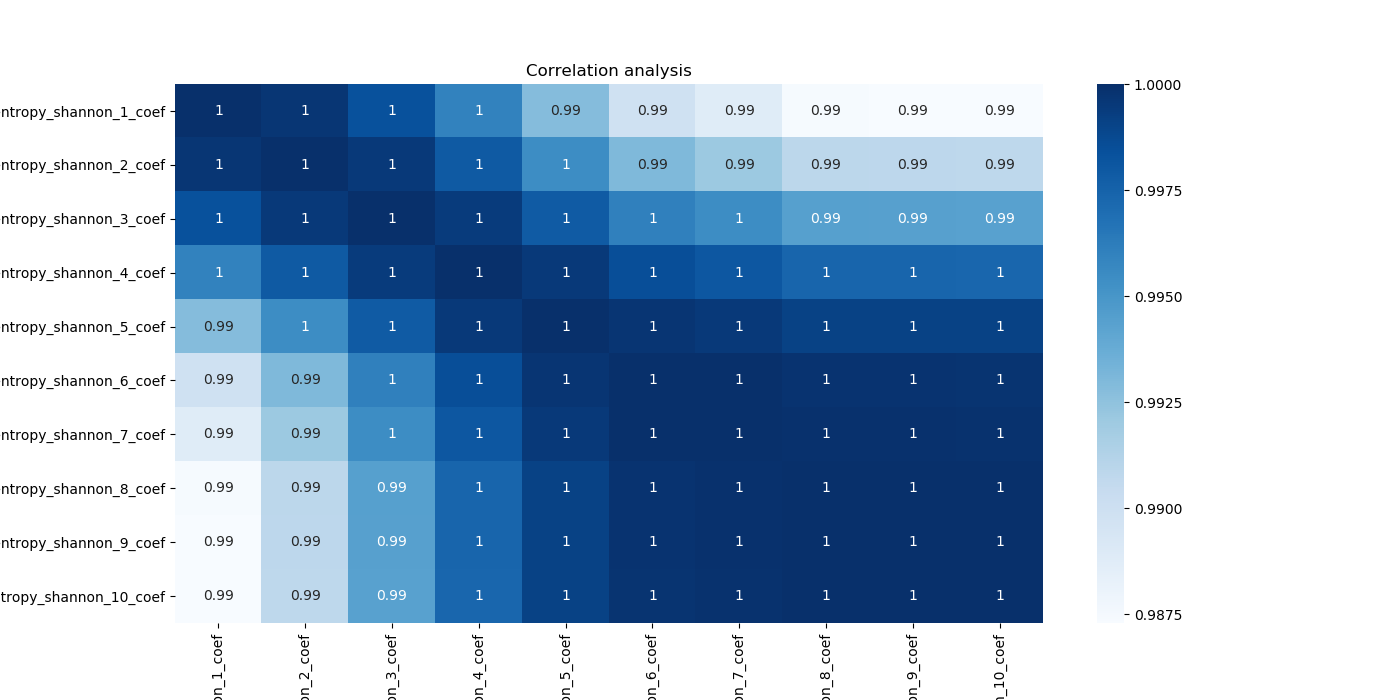 Correlation analysis
ntropy_shannon_1_coef 1 1 1 1 0.99 0.99 0.99 0.99 0.99 0.99
ntropy_shannon_2_coef 1 1 1 1 1 0.99 0.99 0.99 0.99 0.99
ntropy_shannon_3_coef 1 1 1 1 1 1 1 0.99 0.99 0.99
ntropy_shannon_4_coef 1 1 1 1 1 1 1 1 1 1
ntropy_shannon_5_coef 0.99 1 1 1 1 1 1 1 1 1
ntropy_shannon_6_coef 0.99 0.99 1 1 1 1 1 1 1 1
ntropy_shannon_7_coef 0.99 0.99 1 1 1 1 1 1 1 1
ntropy_shannon_8_coef 0.99 0.99 0.99 1 1 1 1 1 1 1
ntropy_shannon_9_coef 0.99 0.99 0.99 1 1 1 1 1 1 1
tropy_shannon_10_coef 0.99 0.99 0.99 1 1 1 1 1 1 1
on_1_coef
on_2_coef
on_3_coef
on_4_coef
on_5_coef
on_6_coef
on_7_coef
on_8_coef
on_9_coef
n_10_coef
1.0000
0.9975
0.9950
0.9925
0.9900
0.9875